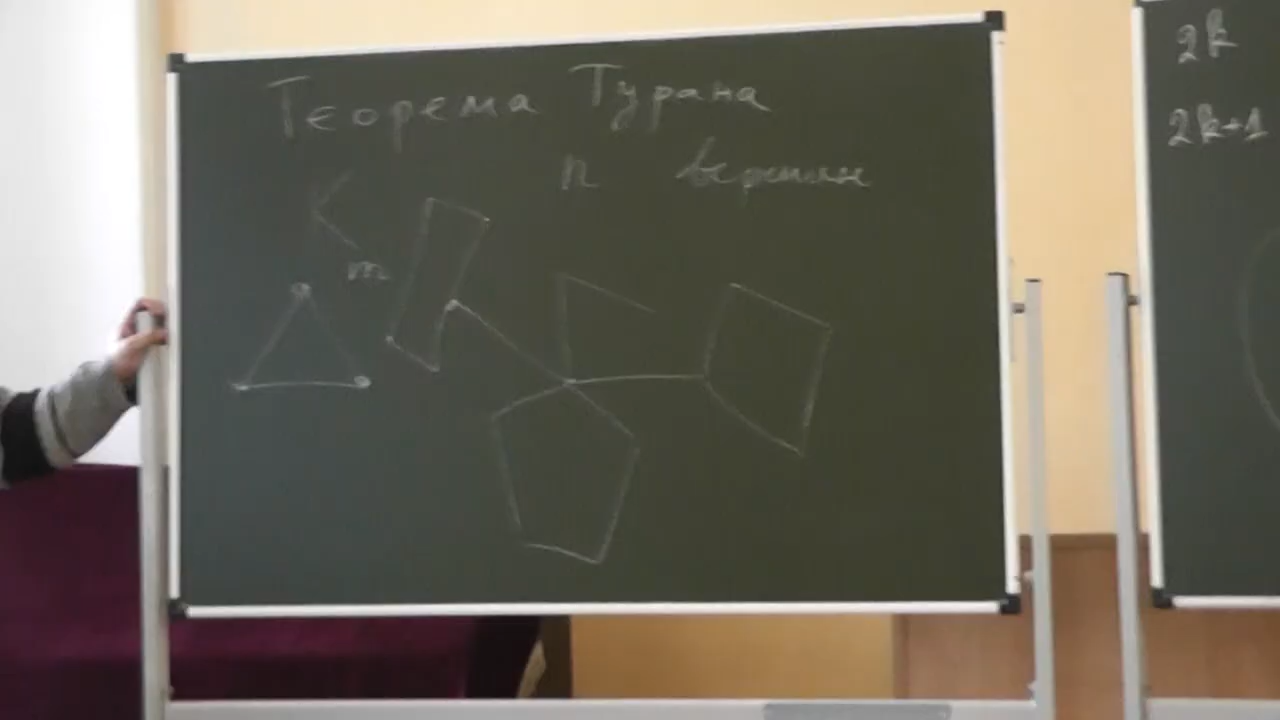 Теорема Турана
n вершин
K
m
2k
2k+1